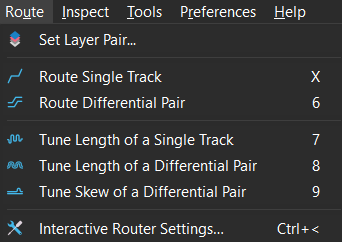 Route Inspect Tools Preferences Help
Set Layer Pair...
Route Single Track X
Route Differential Pair 6
Tune Length of a Single Track 7
Tune Length of a Differential Pair 8
Tune Skew of a Differential Pair 9
Interactive Router Settings... Ctrl+<